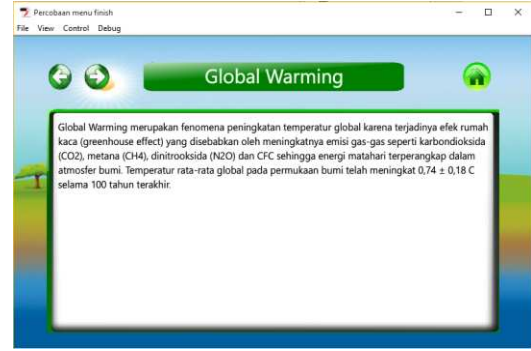 Percobaan menu finish
File View Control Debug
Global Warming
Global Warming merupakan fenomena peningkatan temperatur global karena terjadinya efek rumah
kaca (greenhouse effect) yang disebabkan oleh meningkatnya emisi gas-gas seperti karbondioksida
(CO2), metana (CH4), dinitrooksida (N2O) dan CFC sehingga energi matahari terperangkap dalam
atmosfer bumi. Temperatur rata-rata global pada permukaan bumi telah meningkat 0,74 ± 0,18 C
selama 100 tahun terakhir.